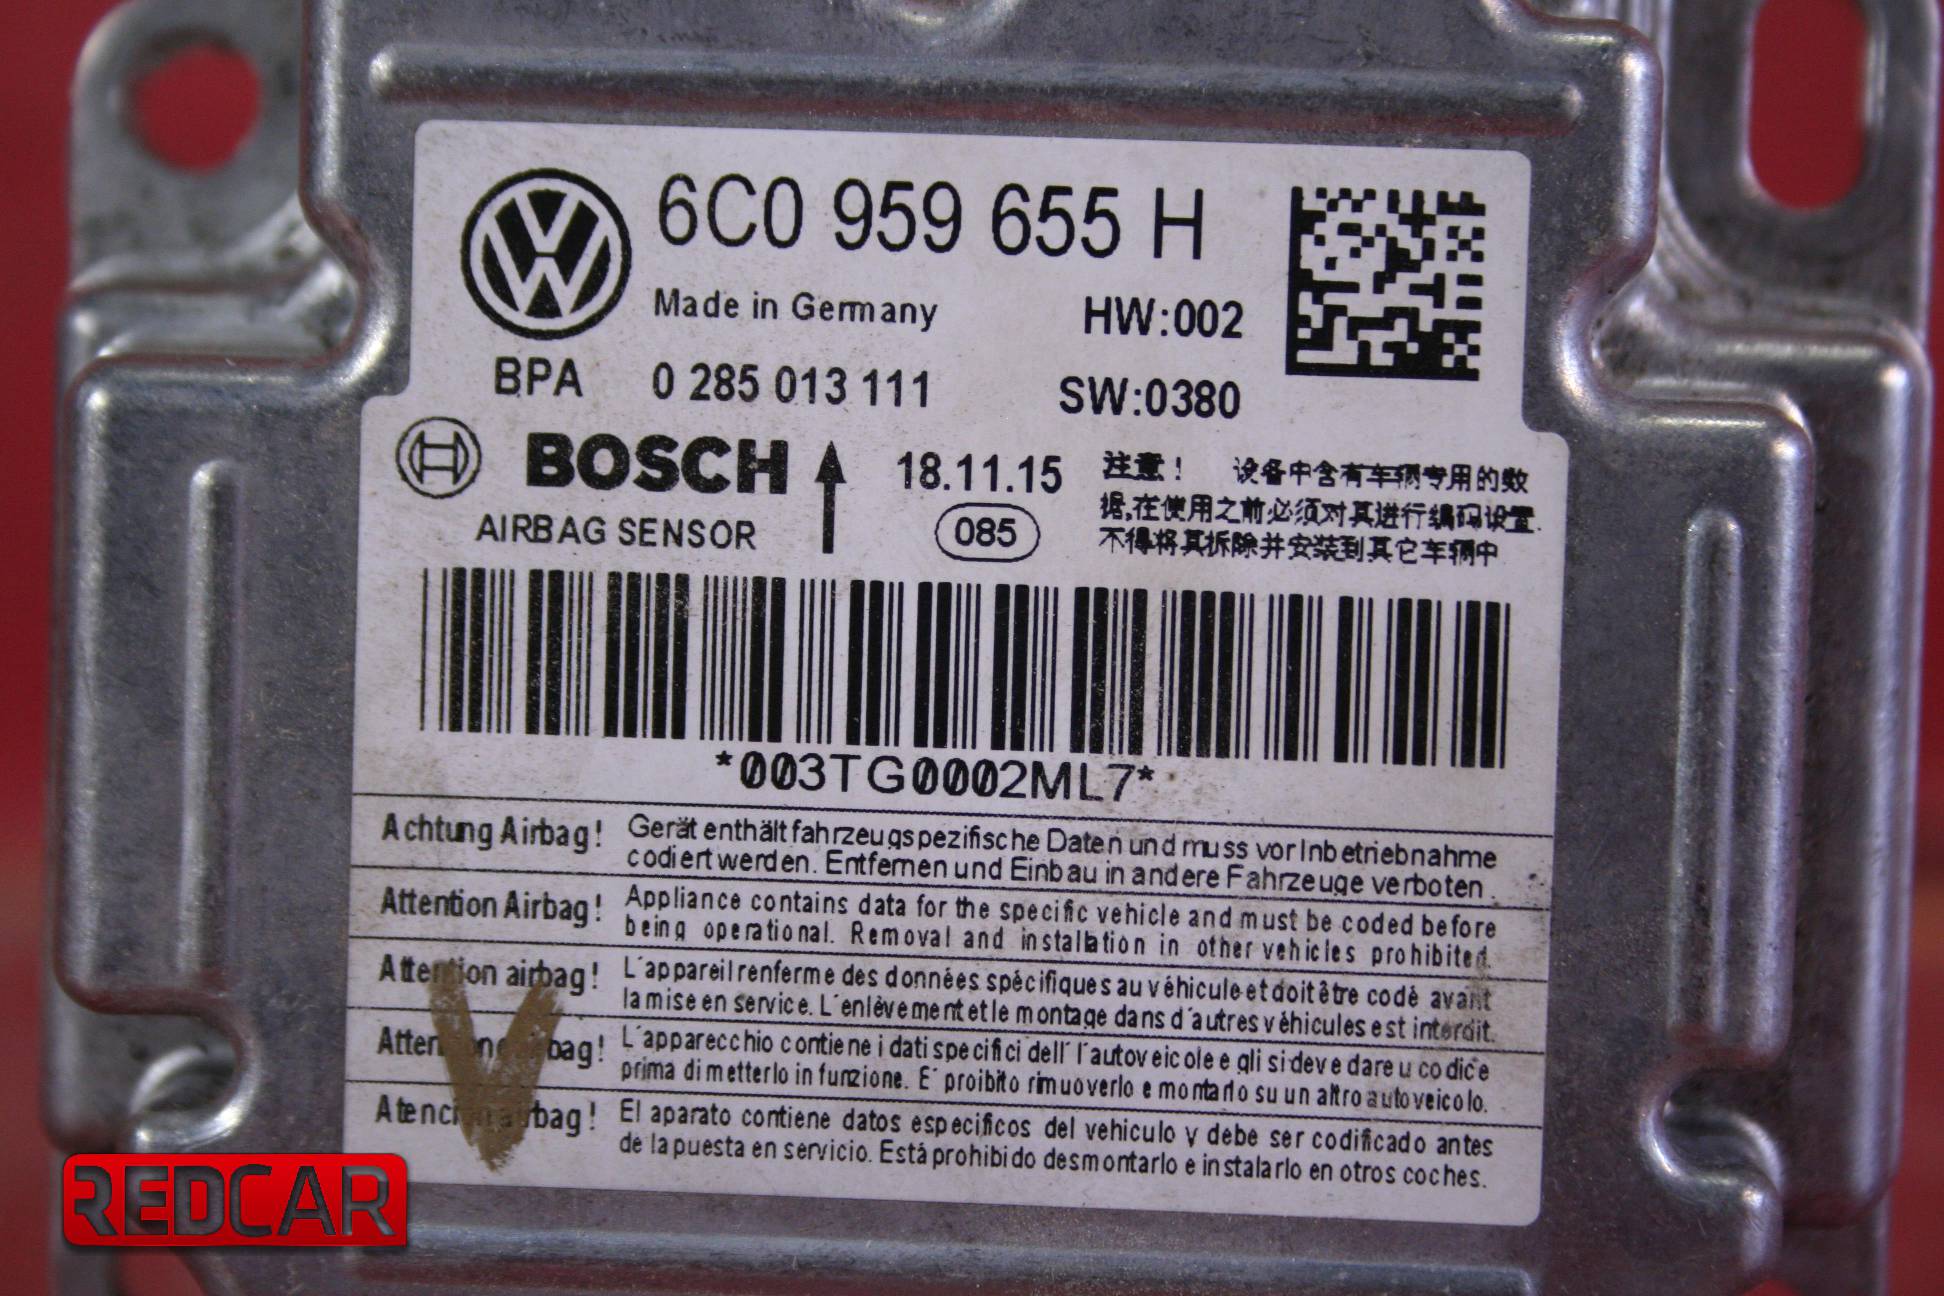 6C0 959 655 H
Made in Germany
HW:002
BPA 0 285 013 111
SW:0380
BOSCH
18.11.15
AIRBAG SENSOR
085
注意！ 设备中含有车辆专用的数
据,在使用之前必须对其进行编码设置.
不得将其拆除并安装到其它车辆中
*003TG0002ML7*
Achtung Airbag! Gerät enthält fahrzeugspezifische Daten und muss vor Inbetriebnahme
codiert werden. Entfernen und Einbau in andere Fahrzeuge verboten.
Attention Airbag! Appliance contains data for the specific vehicle and must be coded before
being operational. Removal and installation in other vehicles prohibited.
Attention airbag! L´appareil renferme des données spécifiques au véhicule et doit être codé avant
la mise en service. L´enlèvement et le montage dans d´autres véhicules est interdit.
Attenzione airbag! L´apparecchio contiene i dati specifici dell´ l´autoveicolo e gli si deve dare u codice
prima di metterlo in funzione. E´ proibito rimuoverlo e montarlo su un altro autoveicolo.
Atención airbag! El aparato contiene datos especificos del vehiculo y debe ser codificado antes
de la puesta en servicio. Está prohibido desmontarlo e instalarlo en otros coches.
V
REDCAR